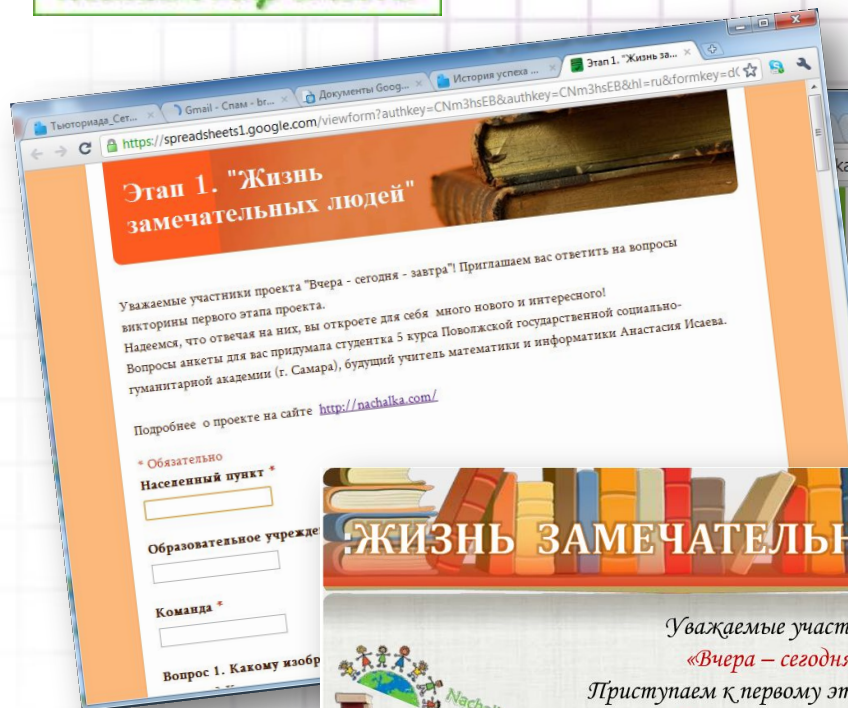 Тьюториада_Сет...
Gmail - Спам - br...
Документы Goog...
История успеха ...
Этап 1. "Жизнь за...
https://spreadsheets1.google.com/viewform?authkey=CNm3hsEB&authkey=CNm3hsEB&hl=ru&formkey=d
Этап 1. "Жизнь
замечательных людей"
Уважаемые участники проекта "Вчера - сегодня - завтра"! Приглашаем вас ответить на вопросы
викторины первого этапа проекта.
Надеемся, что отвечая на них, вы откроете для себя много нового и интересного!
Вопросы анкеты для вас придумала студентка 5 курса Поволжской государственной социально-
гуманитарной академии (г. Самара), будущий учитель математики и информатики Анастасия Исаева.
Подробнее о проекте на сайте http://nachalka.com/
* Обязательно
Населенный пункт *
Образовательное учрежде
Команда *
Вопрос 1. Какому изобр
ЖИЗНЬ ЗАМЕЧАТЕЛЬН
Уважаемые участ
«Вчера – сегодня
Приступаем к первому эт
Nacha